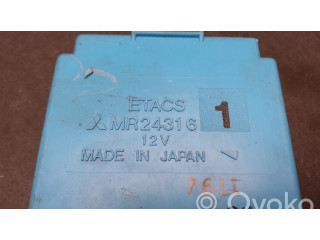 ETACS
MR24316 1
12V
MADE IN JAPAN
76LI
Ovoko